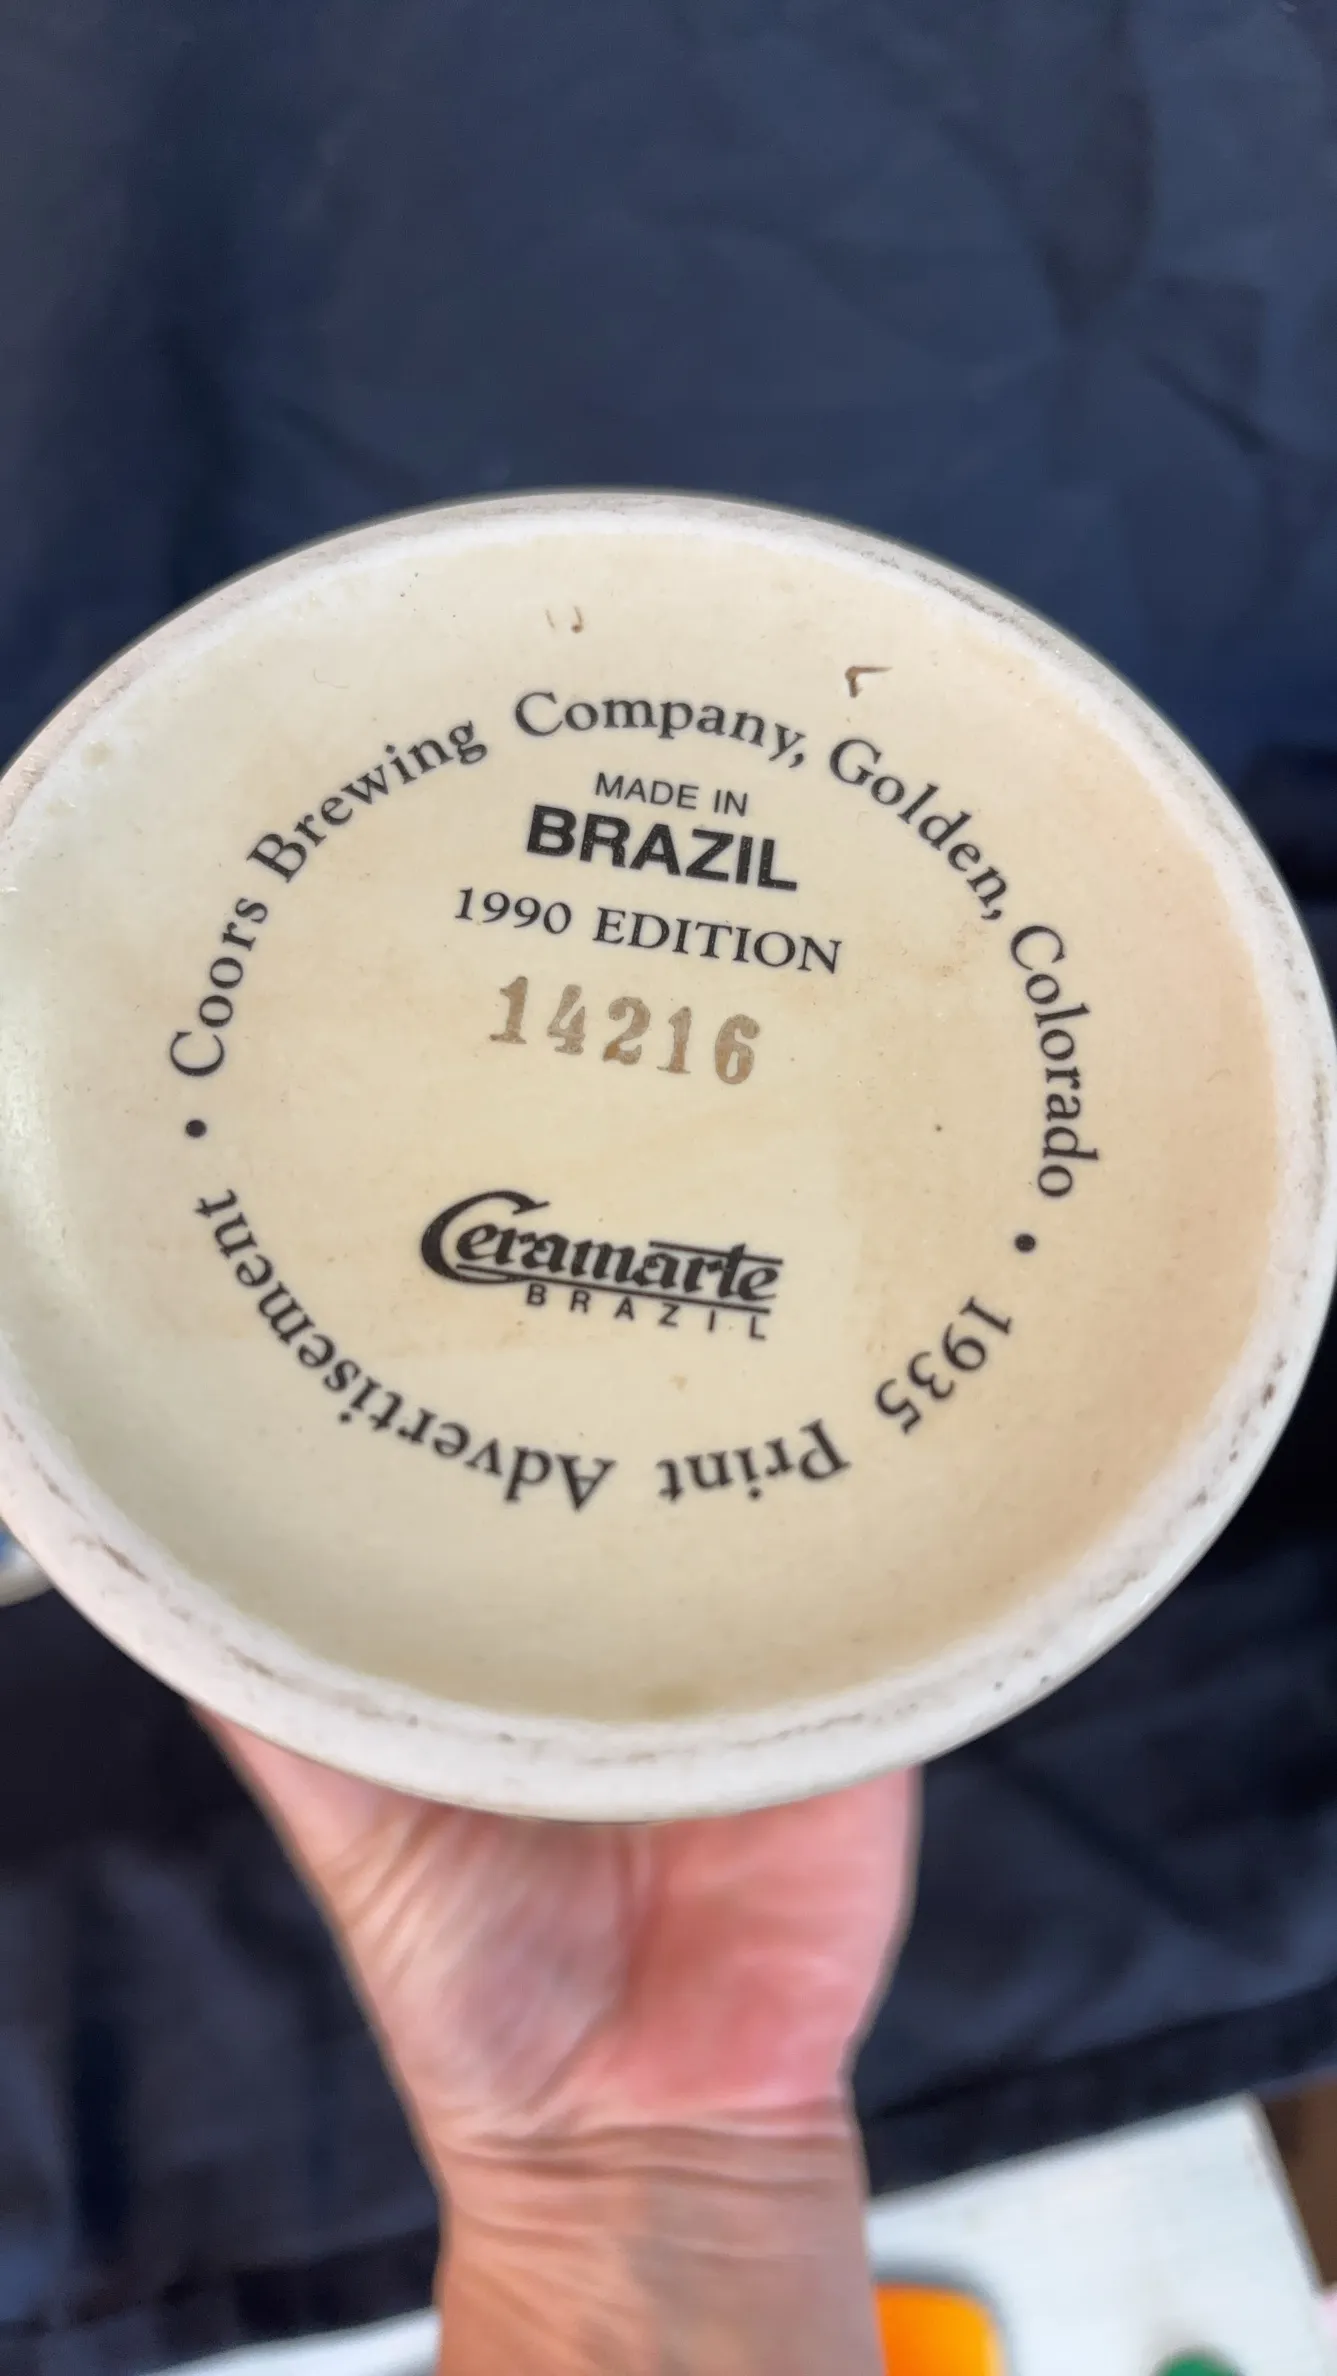 • Coors Brewing Company, Golden, Colorado •
1935 Print Advertisement
MADE IN
BRAZIL
1990 EDITION
14216
Ceramarte
BRAZIL